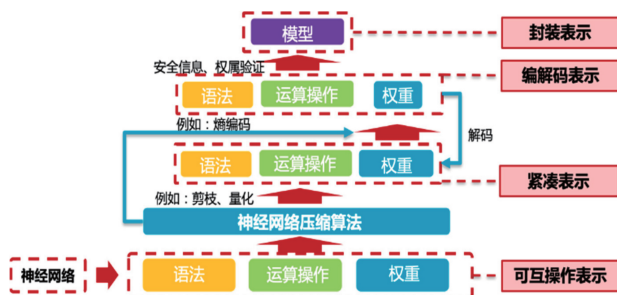 模型
封装表示
安全信息、权属验证
编解码表示
语法 运算操作 权重
例如：熵编码
解码
语法 运算操作 权重
紧凑表示
例如：剪枝、量化
神经网络压缩算法
神经网络
语法 运算操作 权重
可互操作表示